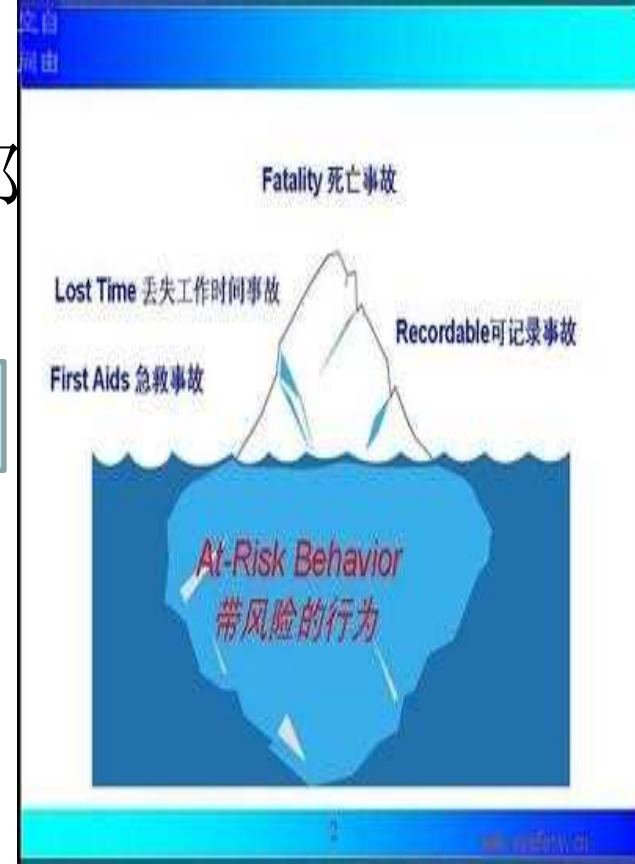 Fatality 死亡事故
Lost Time 丢失工作时间事故
Recordable可记录事故
First Aids 急救事故
At-Risk Behavior
带风险的行为
2